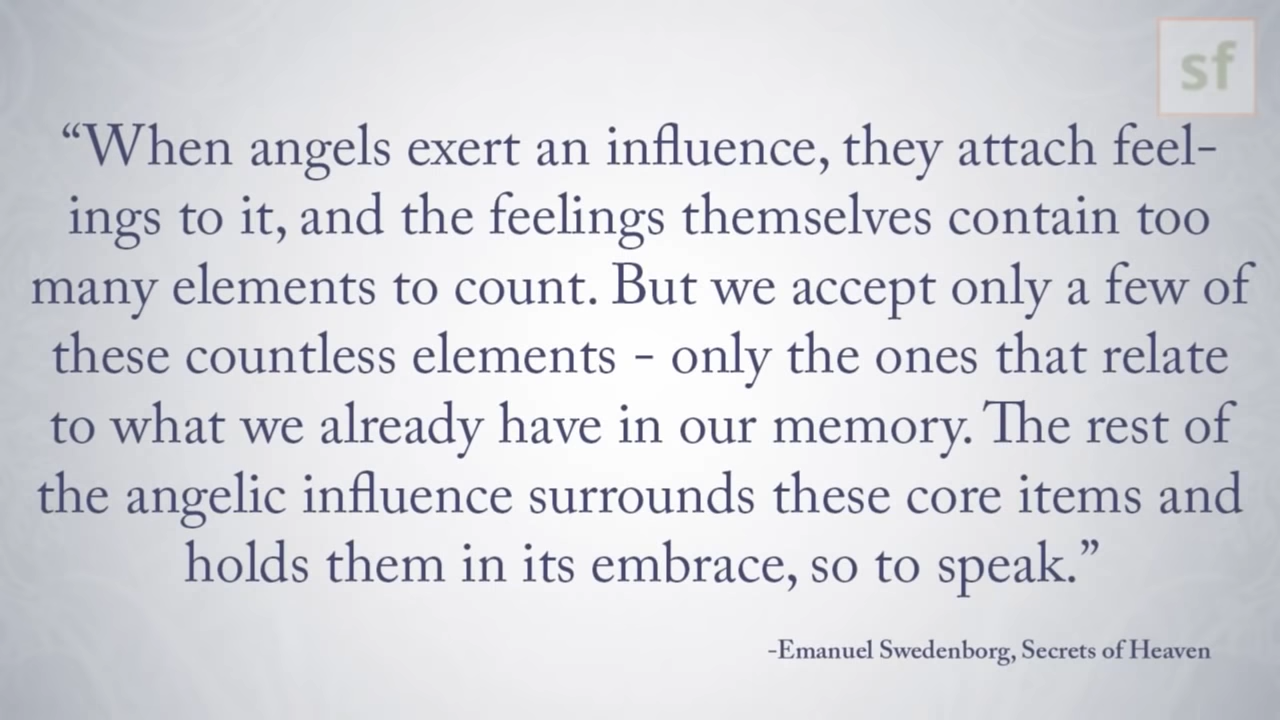 sf
“When angels exert an influence, they attach feel-
ings to it, and the feelings themselves contain too
many elements to count. But we accept only a few of
these countless elements - only the ones that relate
to what we already have in our memory. The rest of
the angelic influence surrounds these core items and
holds them in its embrace, so to speak.”
-Emanuel Swedenborg, Secrets of Heaven